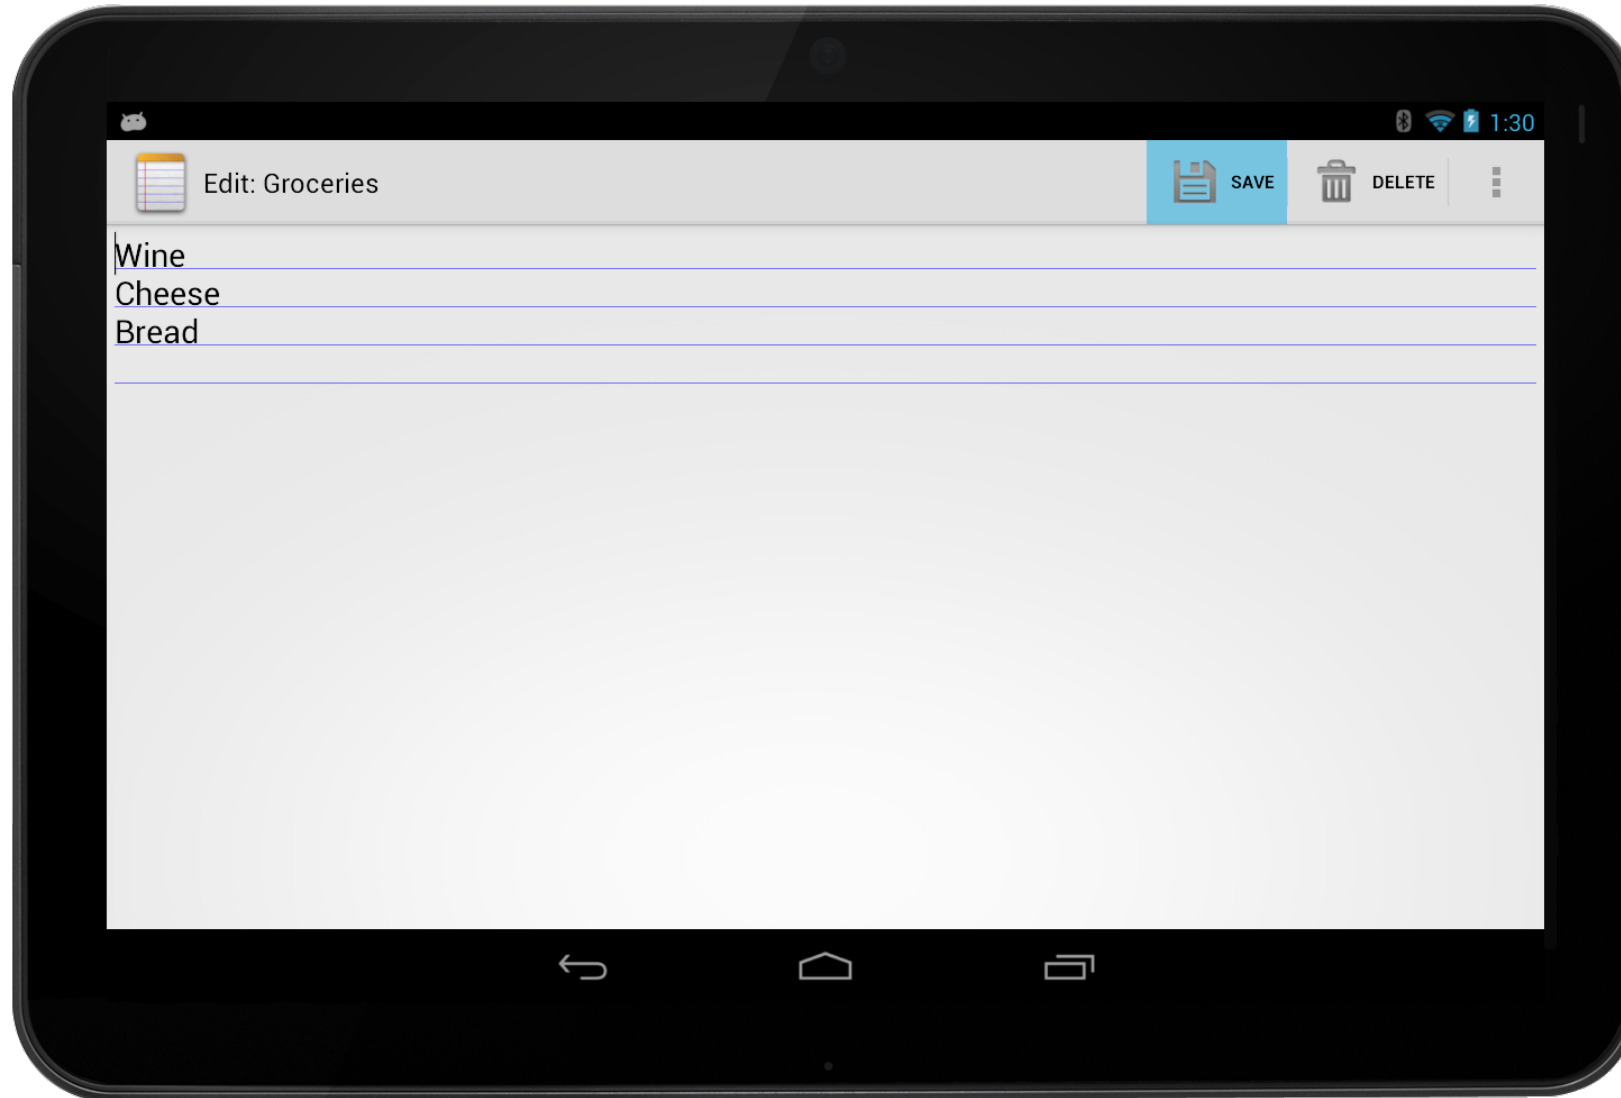 1:30
Edit: Groceries
SAVE
DELETE
Wine
Cheese
Bread